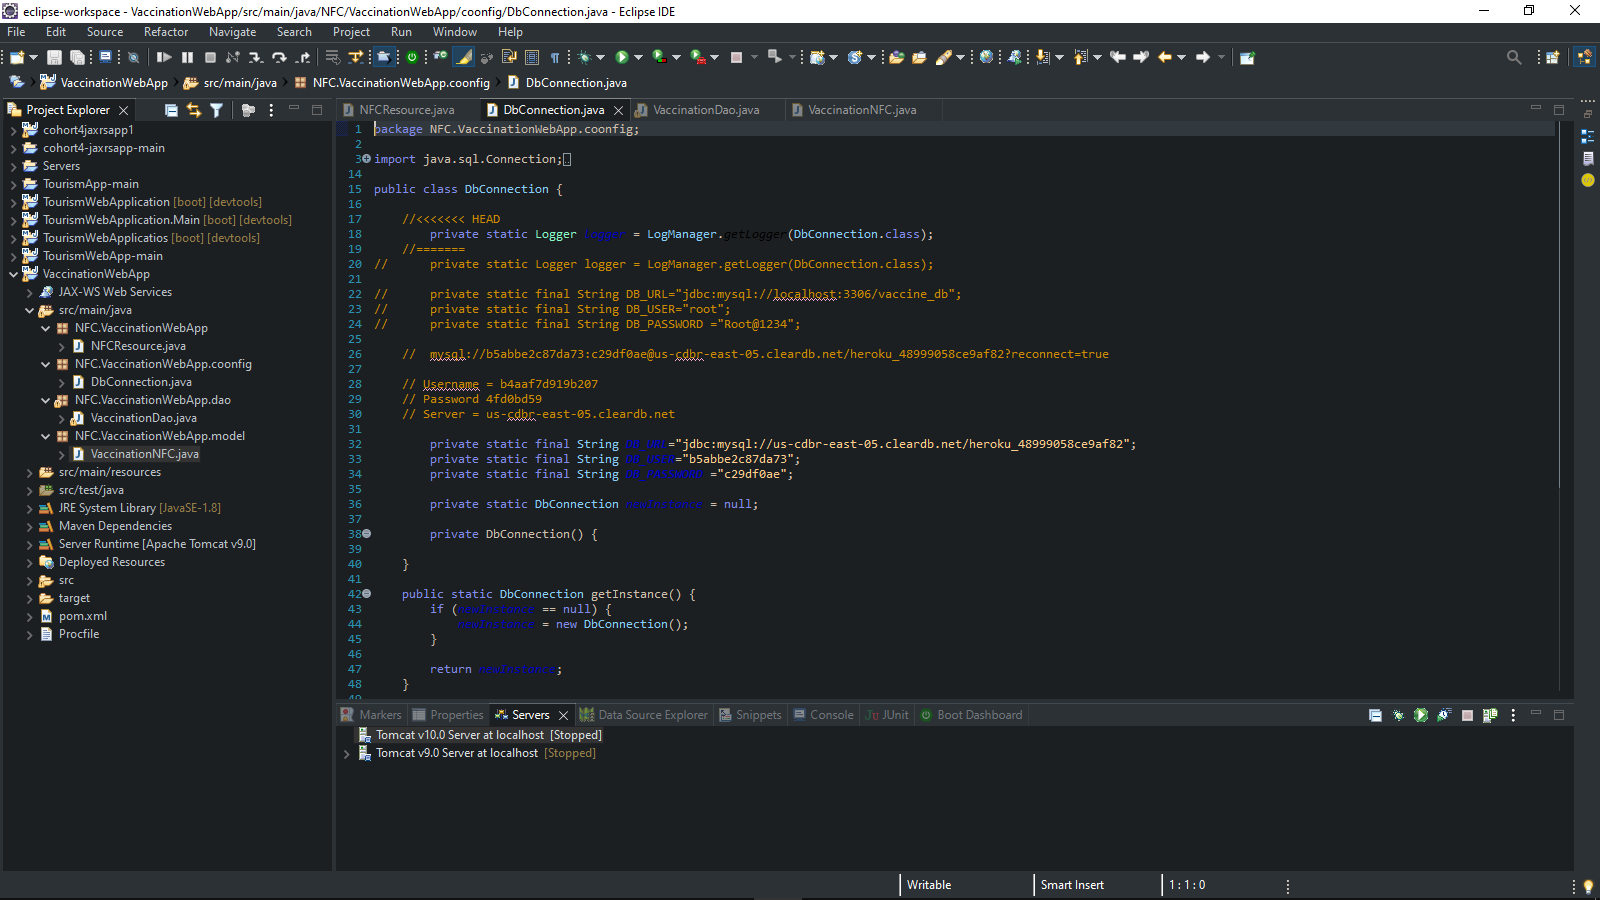 eclipse-workspace - VaccinationWebApp/src/main/java/NFC/VaccinationWebApp/coonfig/DbConnection.java - Eclipse IDE
File Edit Source Refactor Navigate Search Project Run Window Help
VaccinationWebApp src/main/java NFC.VaccinationWebApp.coonfig DbConnection.java
Project Explorer
cohort4jaxrsapp1
cohort4-jaxrsapp-main
Servers
TourismApp-main
TourismWebApplication [boot] [devtools]
TourismWebApplication.Main [boot] [devtools]
TourismWebApplicatios [boot] [devtools]
TourismWebApp-main
VaccinationWebApp
JAX-WS Web Services
src/main/java
NFC.VaccinationWebApp
NFCResource.java
NFC.VaccinationWebApp.coonfig
DbConnection.java
NFC.VaccinationWebApp.dao
VaccinationDao.java
NFC.VaccinationWebApp.model
VaccinationNFC.java
src/main/resources
src/test/java
JRE System Library [JavaSE-1.8]
Maven Dependencies
Server Runtime [Apache Tomcat v9.0]
Deployed Resources
src
target
pom.xml
Procfile
NFCResource.java DbConnection.java VaccinationDao.java VaccinationNFC.java
1 package NFC.VaccinationWebApp.coonfig;
2
3 import java.sql.Connection;
14
15 public class DbConnection {
16
17 //<<<<<<< HEAD
18 private static Logger logger = LogManager.getLogger(DbConnection.class);
19 //=======
20 // private static Logger logger = LogManager.getLogger(DbConnection.class);
21
22 // private static final String DB_URL="jdbc:mysql://localhost:3306/vaccine_db";
23 // private static final String DB_USER="root";
24 // private static final String DB_PASSWORD ="Root@1234";
25
26 // mysql://b5abbe2c87da73:c29df0ae@us-cdbr-east-05.cleardb.net/heroku_48999058ce9af82?reconnect=true
27
28 // Username = b4aaf7d919b207
29 // Password 4fd0bd59
30 // Server = us-cdbr-east-05.cleardb.net
31
32 private static final String DB_URL="jdbc:mysql://us-cdbr-east-05.cleardb.net/heroku_48999058ce9af82";
33 private static final String DB_USER="b5abbe2c87da73";
34 private static final String DB_PASSWORD ="c29df0ae";
35
36 private static DbConnection newInstance = null;
37
38 private DbConnection() {
39
40 }
41
42 public static DbConnection getInstance() {
43 if (newInstance == null) {
44 newInstance = new DbConnection();
45 }
46
47 return newInstance;
48 }
49
Markers Properties Servers Data Source Explorer Snippets Console JUnit Boot Dashboard
Tomcat v10.0 Server at localhost [Stopped]
Tomcat v9.0 Server at localhost [Stopped]
Writable Smart Insert 1 : 1 : 0